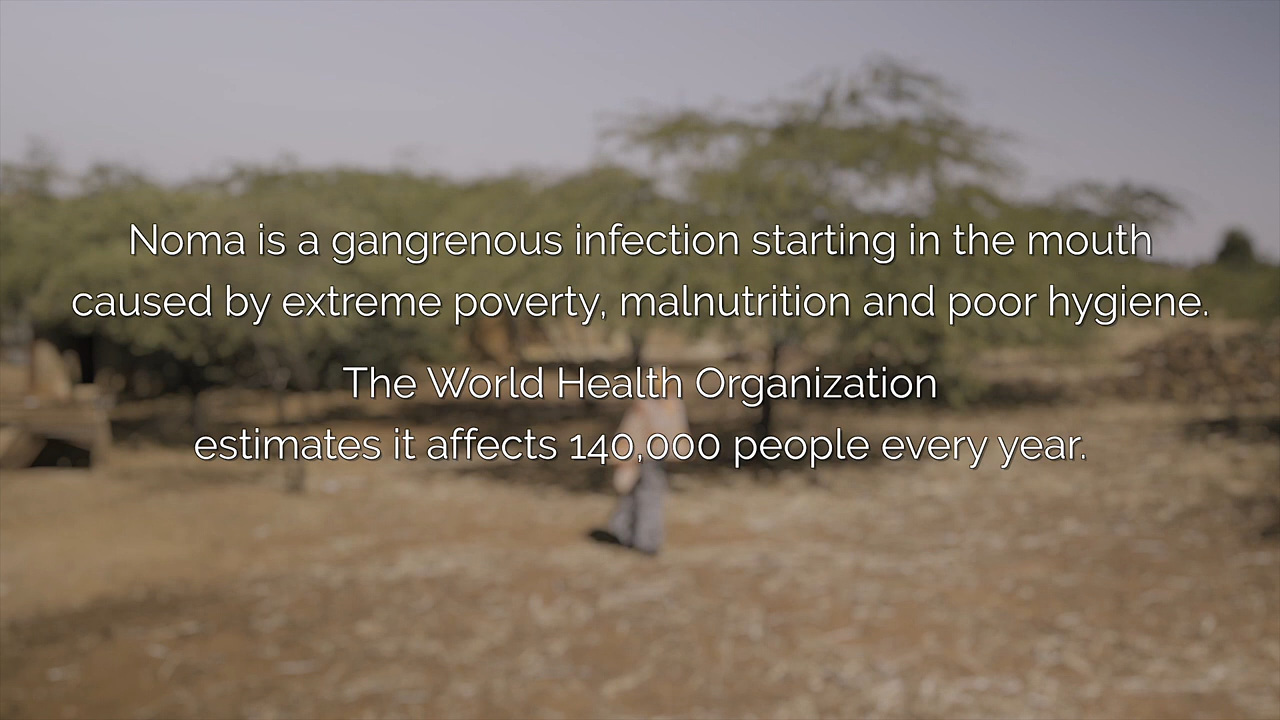 Noma is a gangrenous infection starting in the mouth
caused by extreme poverty, malnutrition and poor hygiene.
The World Health Organization
estimates it affects 140,000 people every year.